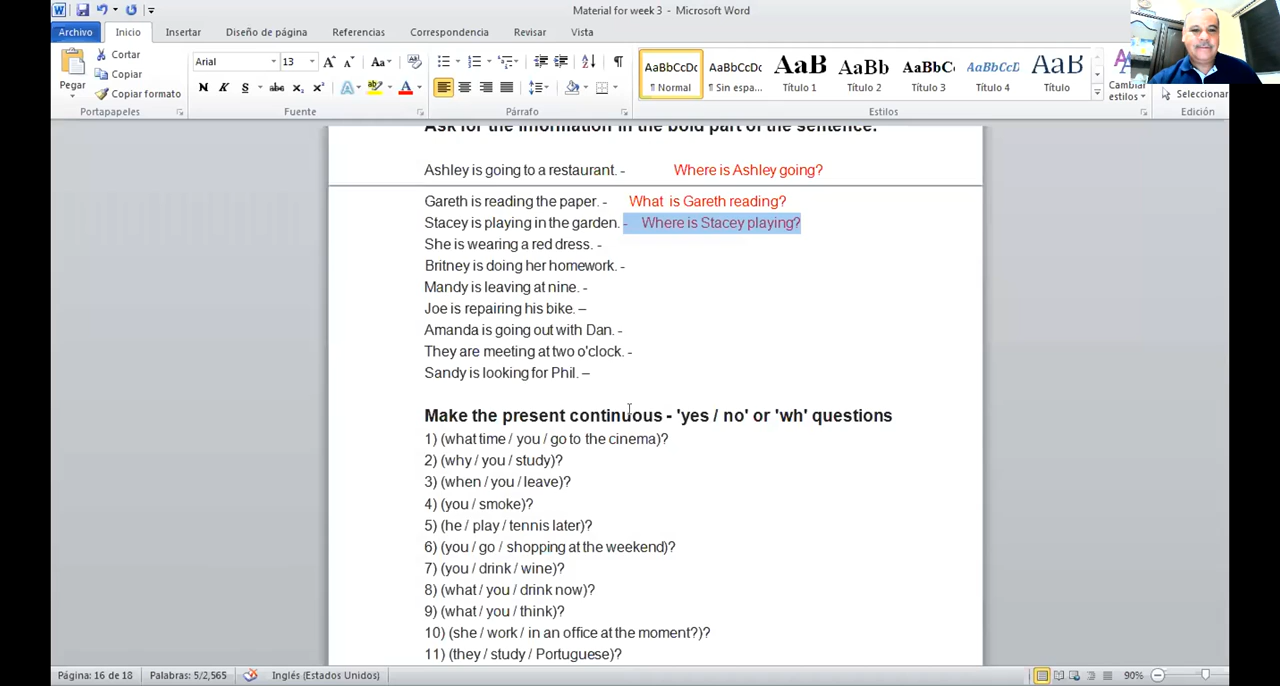 Material for week 3 - Microsoft Word
Archivo Inicio Insertar Diseño de página Referencias Correspondencia Revisar Vista
Pegar Cortar
Copiar
Copiar formato
Portapapeles
Arial 13 Aa
N K S abc x₂ x² A ab A
Fuente
Párrafo
AaBbCcDc AaBbCcDc AaB AaBb AaBbC AaBbCcD AaB
¶ Normal ¶ Sin espa... Título 1 Título 2 Título 3 Título 4 Título
Cambiar estilos
Estilos
Seleccionar
Edición
Ask for the information in the bold part of the sentence.
Ashley is going to a restaurant. - Where is Ashley going?
Gareth is reading the paper. - What is Gareth reading?
Stacey is playing in the garden. - Where is Stacey playing?
She is wearing a red dress. -
Britney is doing her homework. -
Mandy is leaving at nine. -
Joe is repairing his bike. –
Amanda is going out with Dan. -
They are meeting at two o'clock. -
Sandy is looking for Phil. –
Make the present continuous - 'yes / no' or 'wh' questions
1) (what time / you / go to the cinema)?
2) (why / you / study)?
3) (when / you / leave)?
4) (you / smoke)?
5) (he / play / tennis later)?
6) (you / go / shopping at the weekend)?
7) (you / drink / wine)?
8) (what / you / drink now)?
9) (what / you / think)?
10) (she / work / in an office at the moment?)?
11) (they / study / Portuguese)?
Página: 16 de 18 Palabras: 5/2,565 Inglés (Estados Unidos) 90%